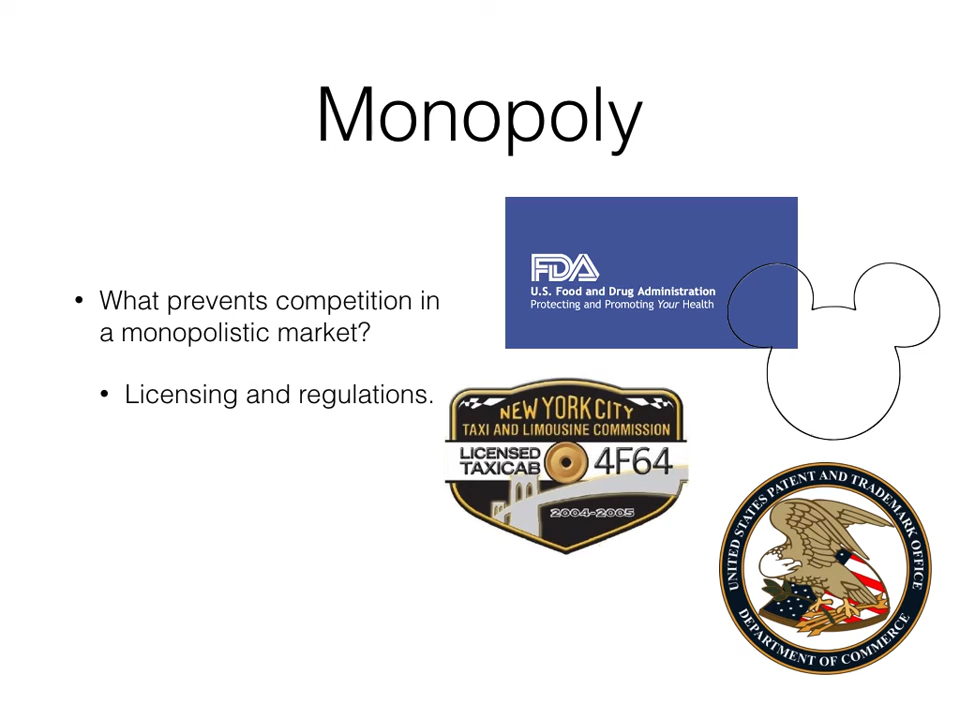 Monopoly
• What prevents competition in
a monopolistic market?
• Licensing and regulations.
FDA
U.S. Food and Drug Administration
Protecting and Promoting Your Health
NEW YORK CITY
TAXI AND LIMOUSINE COMMISSION
LICENSED
TAXICAB
4F64
2004-2005
UNITED STATES PATENT AND TRADEMARK OFFICE
DEPARTMENT OF COMMERCE